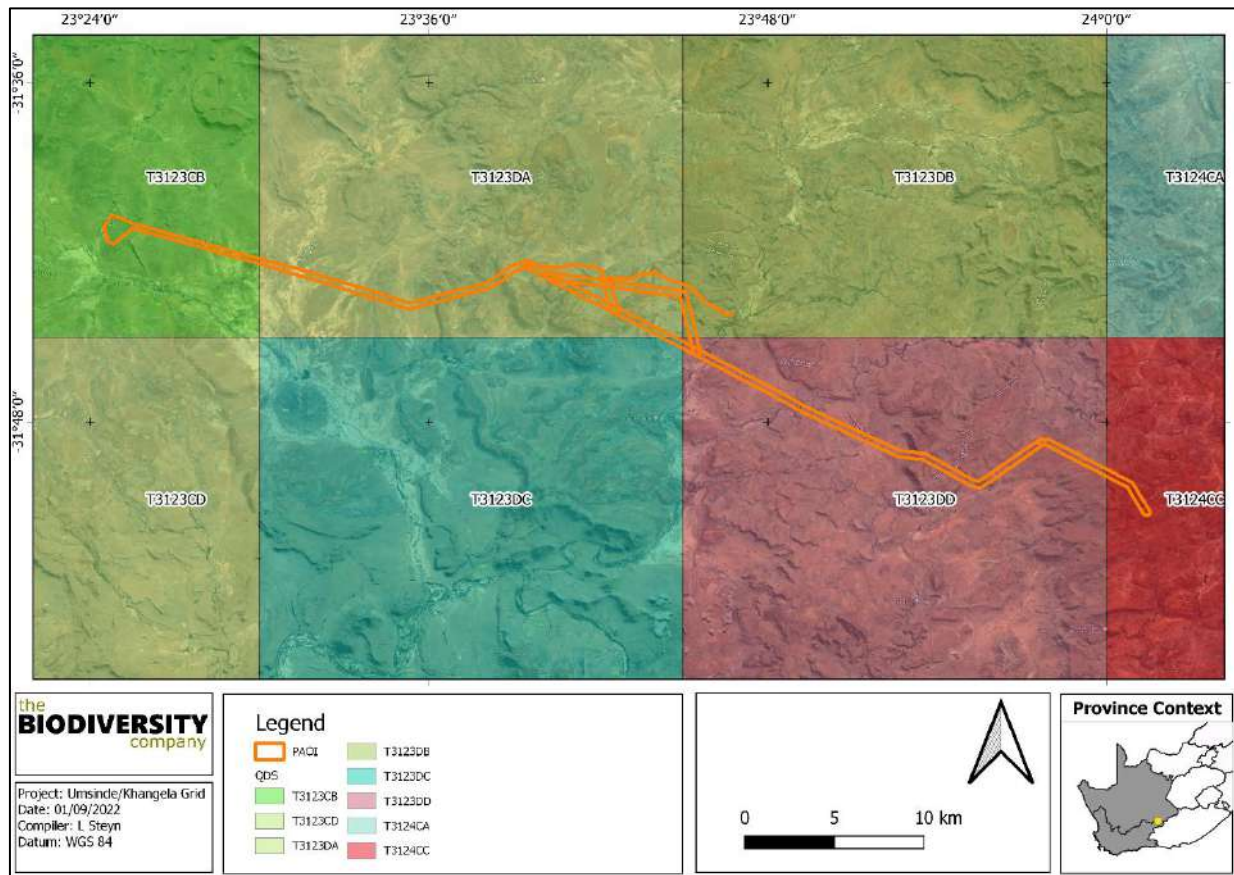 23°24'0" 23°36'0" 23°48'0" 24°0'0"
-31°36'0"
T3123CB T3123DA T3123DB T3124CA
-31°48'0"
T3123CD T3123DC T3123DD T3124CC
the
BIODIVERSITY
company
Project: Umsinde/Khangela Grid
Date: 01/09/2022
Compiler: L Steyn
Datum: WGS 84
Legend
PAOI
QDS
T3123CB
T3123CD
T3123DA
T3123DB
T3123DC
T3123DD
T3124CA
T3124CC
0 5 10 km
Province Context